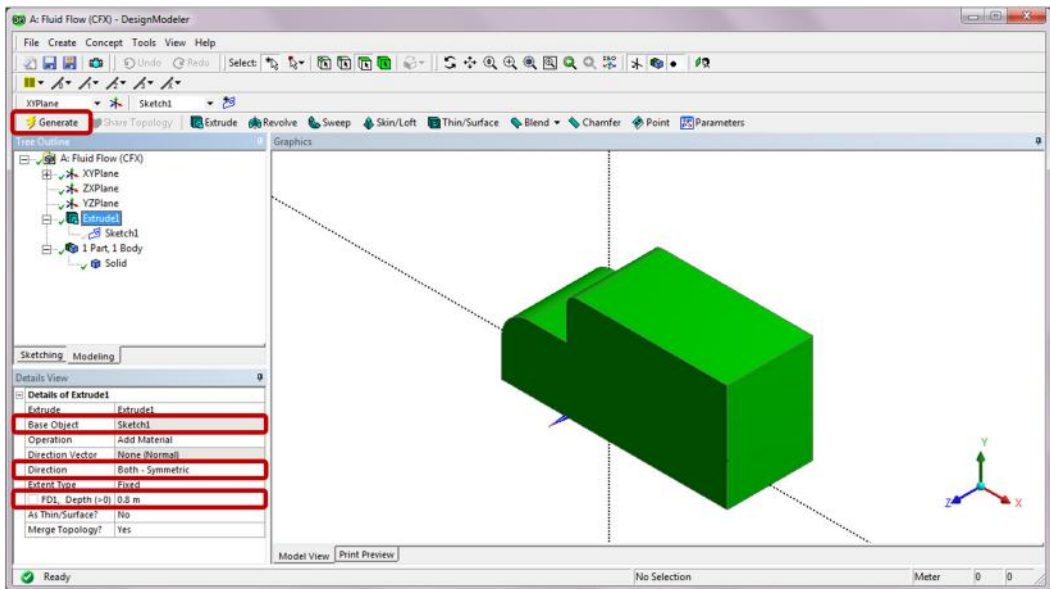 A: Fluid Flow (CFX) - DesignModeler
File Create Concept Tools View Help
Undo Redo Select:
XYPlane Sketch1
Generate Share Topology Extrude Revolve Sweep Skin/Loft Thin/Surface Blend Chamfer Point Parameters
Tree Outline
A: Fluid Flow (CFX)
XYPlane
ZXPlane
YZPlane
Extrude1
Sketch1
1 Part, 1 Body
Solid
Sketching Modeling
Details View
Details of Extrude1
Extrude Extrude1
Base Object Sketch1
Operation Add Material
Direction Vector None (Normal)
Direction Both - Symmetric
Extent Type Fixed
FD1, Depth (>0) 0.8 m
As Thin/Surface? No
Merge Topology? Yes
Graphics
Y
Z X
Model View Print Preview
Ready No Selection Meter 0 0